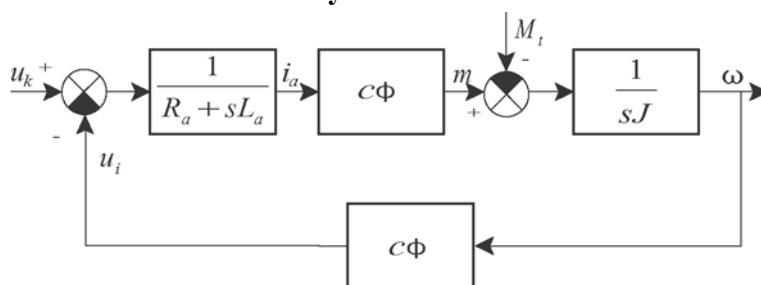 M_t
u_k + 1 / (R_a + sL_a) i_a cΦ m - + 1 / (sJ) ω
- u_i
cΦ